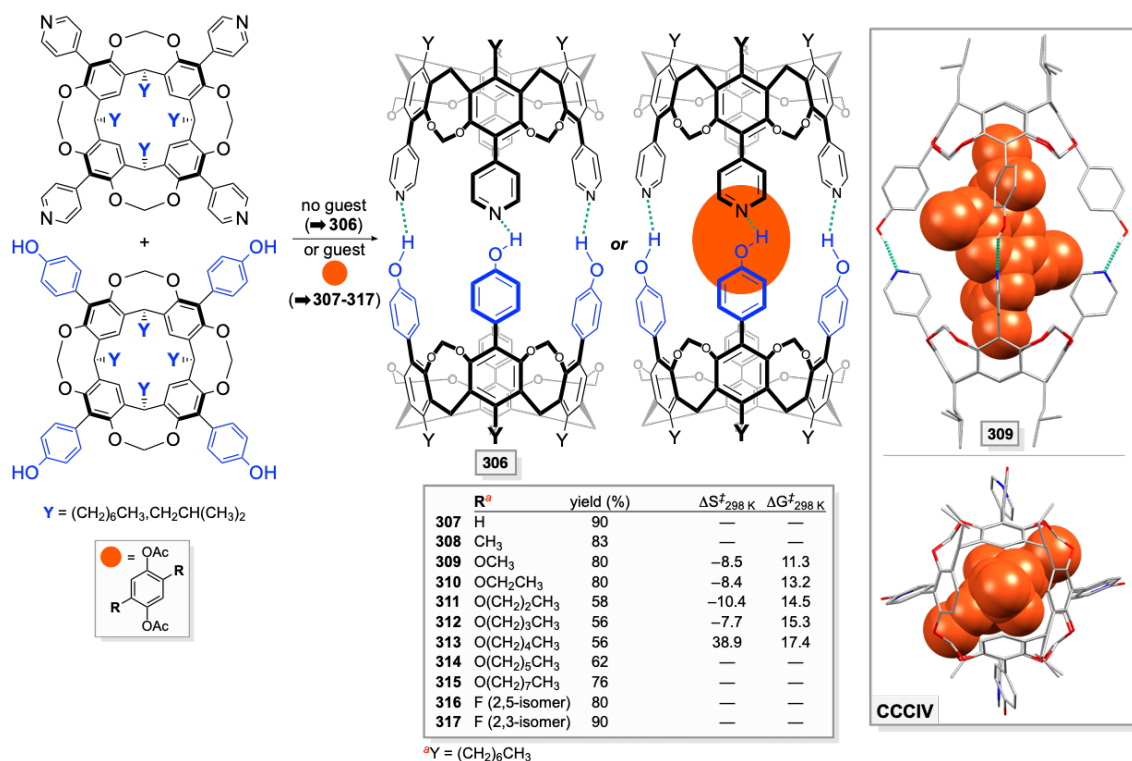 N
N
O
O
Y
O
O
Y
Y
O
O
Y
N
O
O
N
+
HO
OH
O
O
Y
O
O
Y
Y
O
O
Y
HO
O
O
OH
Y = (CH2)6CH3,CH2CH(CH3)2
= OAc
R
R
OAc
no guest
(➡ 306)
or guest
(➡ 307-317)
Y Y Y
O O
O O O O
N N N
H H H
O O O
O O O O
O O
Y Y Y
306
or
Y Y Y
O O
O O O O
N N N
H H H
O O O
O O O O
O O
Y Y Y
Rª yield (%) ΔS‡298 K ΔG‡298 K
307 H 90 — —
308 CH3 83 — —
309 OCH3 80 –8.5 11.3
310 OCH2CH3 80 –8.4 13.2
311 O(CH2)2CH3 58 –10.4 14.5
312 O(CH2)3CH3 56 –7.7 15.3
313 O(CH2)4CH3 56 38.9 17.4
314 O(CH2)5CH3 62 — —
315 O(CH2)7CH3 76 — —
316 F (2,5-isomer) 80 — —
317 F (2,3-isomer) 90 — —
ªY = (CH2)6CH3
309
CCCIV